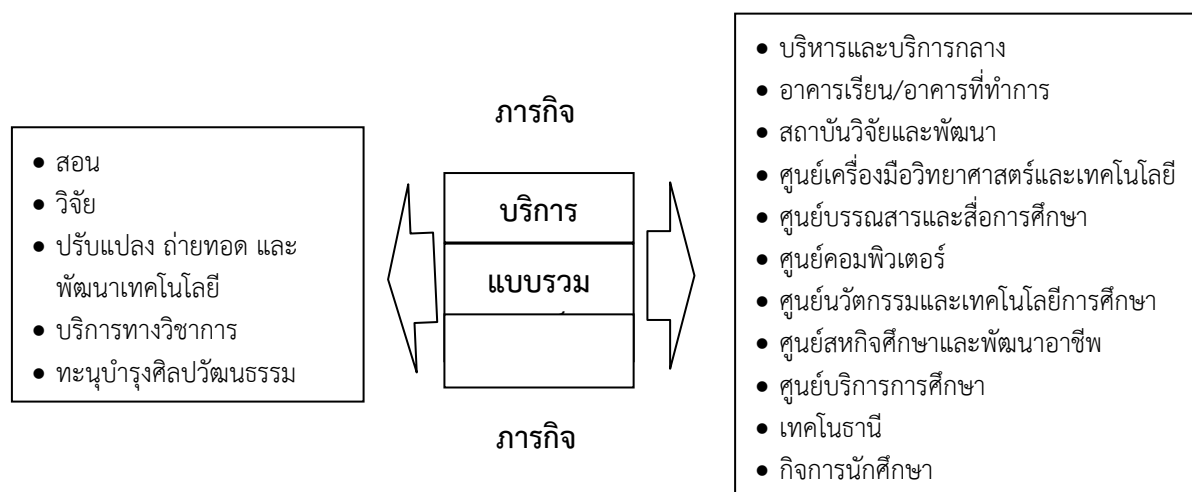 • สอน
• วิจัย
• ปรับแปลง ถ่ายทอด และ
พัฒนาเทคโนโลยี
• บริการทางวิชาการ
• ทะนุบำรุงศิลปวัฒนธรรม
ภารกิจ
บริการ
แบบรวม
ภารกิจ
• บริหารและบริการกลาง
• อาคารเรียน/อาคารที่ทำการ
• สถาบันวิจัยและพัฒนา
• ศูนย์เครื่องมือวิทยาศาสตร์และเทคโนโลยี
• ศูนย์บรรณสารและสื่อการศึกษา
• ศูนย์คอมพิวเตอร์
• ศูนย์นวัตกรรมและเทคโนโลยีการศึกษา
• ศูนย์สหกิจศึกษาและพัฒนาอาชีพ
• ศูนย์บริการการศึกษา
• เทคโนธานี
• กิจการนักศึกษา